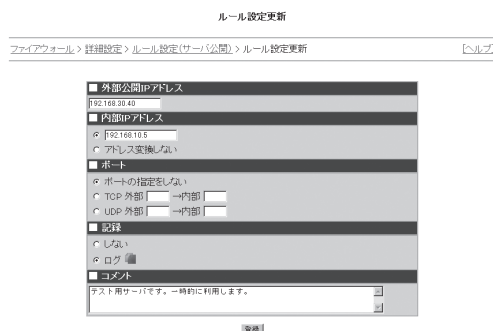 ルール設定更新
ファイアウォール > 詳細設定 > ルール設定(サーバ公開) > ルール設定更新 [ヘルプ]
■ 外部公開IPアドレス
192.168.30.40
■ 内部IPアドレス
192.168.10.5
アドレス変換しない
■ ポート
ポートの指定をしない
TCP 外部 →内部
UDP 外部 →内部
■ 記録
しない
ログ
■ コメント
テスト用サーバです。一時的に利用します。
登録